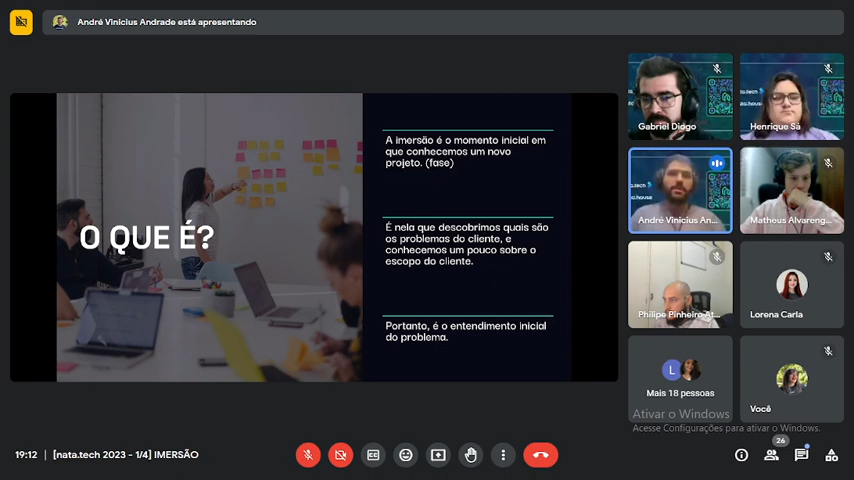 André Vinicius Andrade está apresentando
A imersão é o momento inicial em
que conhecemos um novo
projeto. (fase)
O QUE É?
É nela que descobrimos quais são
os problemas do cliente, e
conhecemos um pouco sobre o
escopo do cliente.
Portanto, é o entendimento inicial
do problema.
Gabriel Diogo
Henrique Sá
André Vinicius An...
Matheus Alvareng...
Philipe Pinheiro At...
Lorena Carla
L
Mais 18 pessoas
Você
Ativar o Windows
Acesse Configurações para ativar o Windows.
19:12 | [nata.tech 2023 - 1/4] IMERSÃO
26